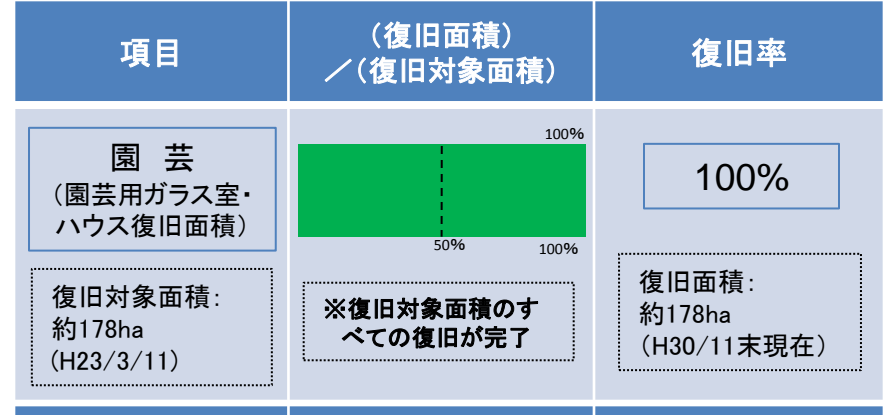 項目
（復旧面積）
／（復旧対象面積）
復旧率
園 芸
（園芸用ガラス室・
ハウス復旧面積）
復旧対象面積：
約178ha
（H23/3/11）
100%
50%
100%
※復旧対象面積のす
べての復旧が完了
100%
復旧面積：
約178ha
（H30/11末現在）